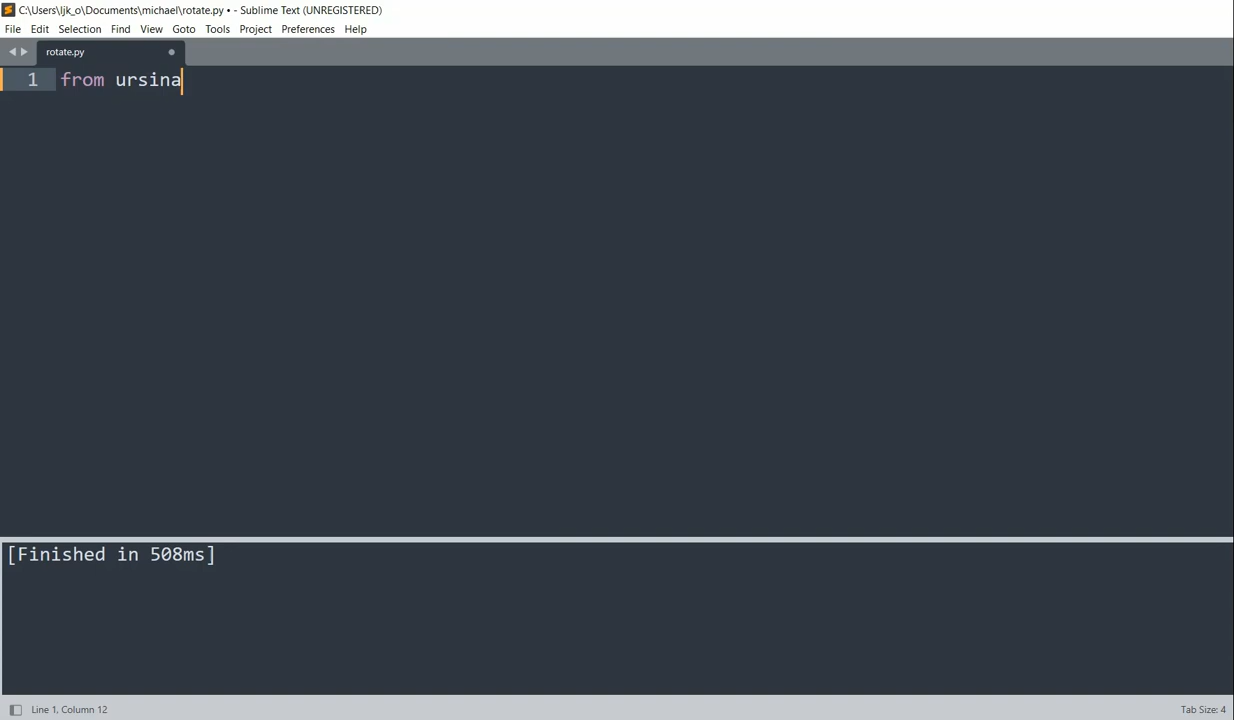 C:\Users\ljk_o\Documents\michael\rotate.py • - Sublime Text (UNREGISTERED)
File Edit Selection Find View Goto Tools Project Preferences Help
rotate.py
1 from ursina
[Finished in 508ms]
Line 1, Column 12 Tab Size: 4